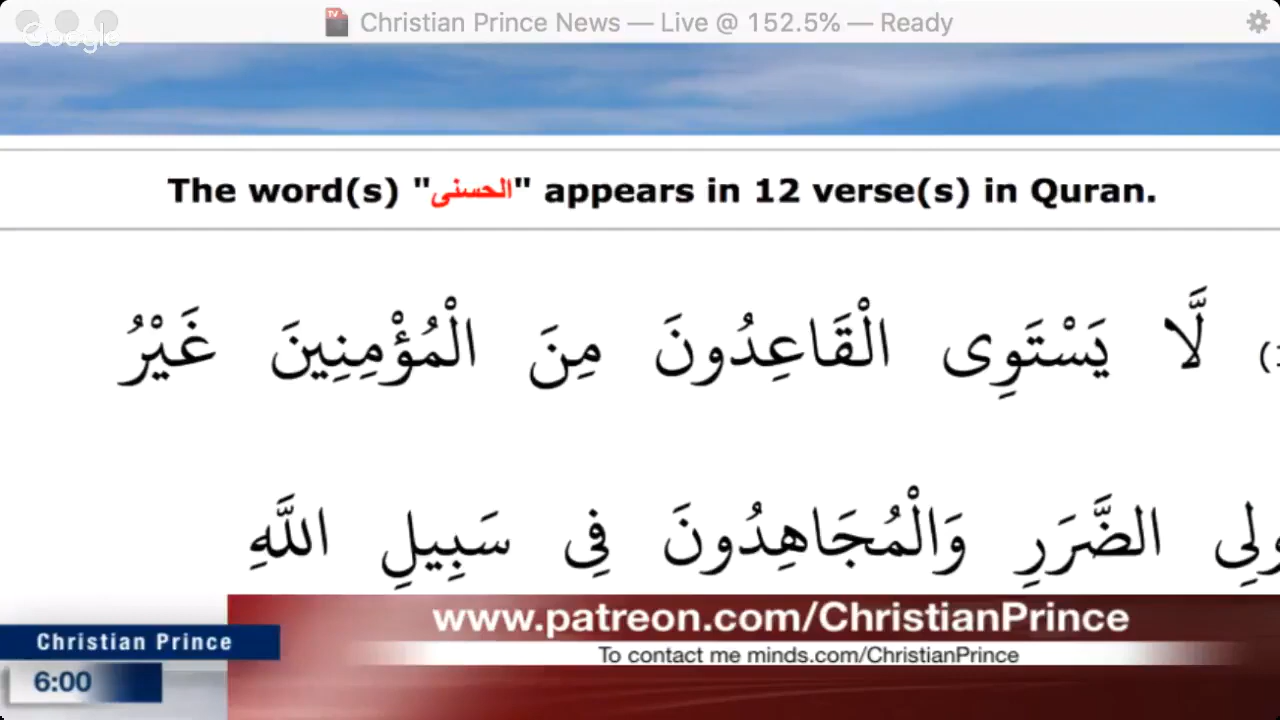 Christian Prince News — Live @ 152.5% — Ready
Google
The word(s) "الحسنى" appears in 12 verse(s) in Quran.
لَّا يَسْتَوِى الْقَاعِدُونَ مِنَ الْمُؤْمِنِينَ غَيْرُ
الضَّرَرِ وَالْمُجَاهِدُونَ فِى سَبِيلِ اللَّهِ
www.patreon.com/ChristianPrince
To contact me minds.com/ChristianPrince
Christian Prince
6:00